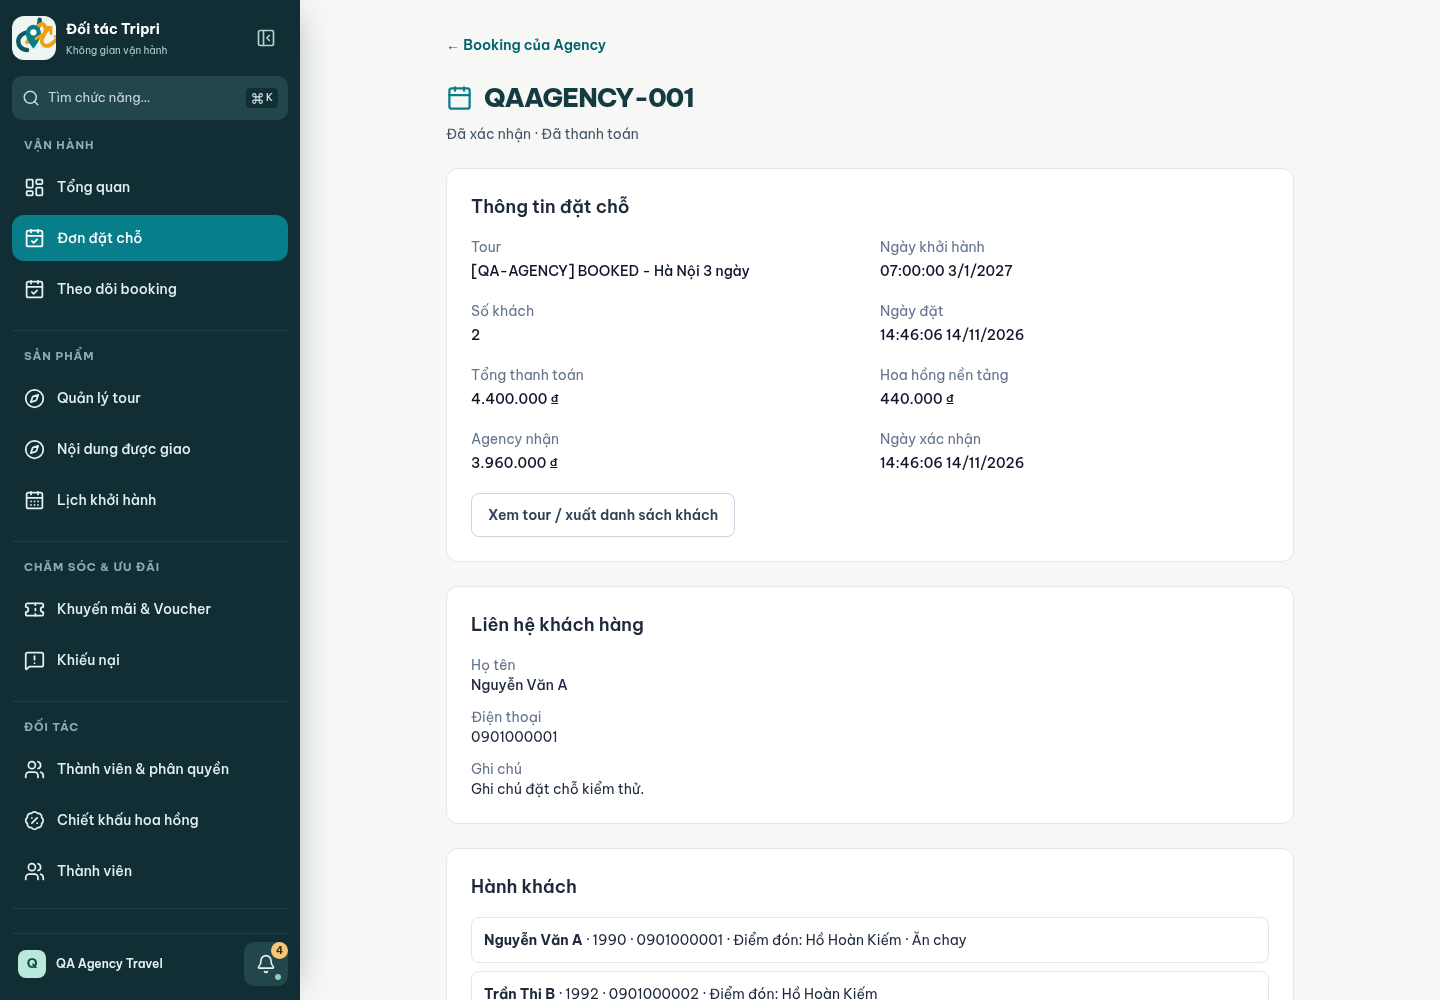 Đối tác Tripri
Không gian vận hành
Tìm chức năng...
⌘ K
VẬN HÀNH
Tổng quan
Đơn đặt chỗ
Theo dõi booking
SẢN PHẨM
Quản lý tour
Nội dung được giao
Lịch khởi hành
CHĂM SÓC & ƯU ĐÃI
Khuyến mãi & Voucher
Khiếu nại
ĐỐI TÁC
Thành viên & phân quyền
Chiết khấu hoa hồng
Thành viên
Q
QA Agency Travel
4
← Booking của Agency
QAAGENCY-001
Đã xác nhận · Đã thanh toán
Thông tin đặt chỗ
Tour
[QA-AGENCY] BOOKED - Hà Nội 3 ngày
Ngày khởi hành
07:00:00 3/1/2027
Số khách
2
Ngày đặt
14:46:06 14/11/2026
Tổng thanh toán
4.400.000 ₫
Hoa hồng nền tảng
440.000 ₫
Agency nhận
3.960.000 ₫
Ngày xác nhận
14:46:06 14/11/2026
Xem tour / xuất danh sách khách
Liên hệ khách hàng
Họ tên
Nguyễn Văn A
Điện thoại
0901000001
Ghi chú
Ghi chú đặt chỗ kiểm thử.
Hành khách
Nguyễn Văn A · 1990 · 0901000001 · Điểm đón: Hồ Hoàn Kiếm · Ăn chay
Trần Thị B · 1992 · 0901000002 · Điểm đón: Hồ Hoàn Kiếm